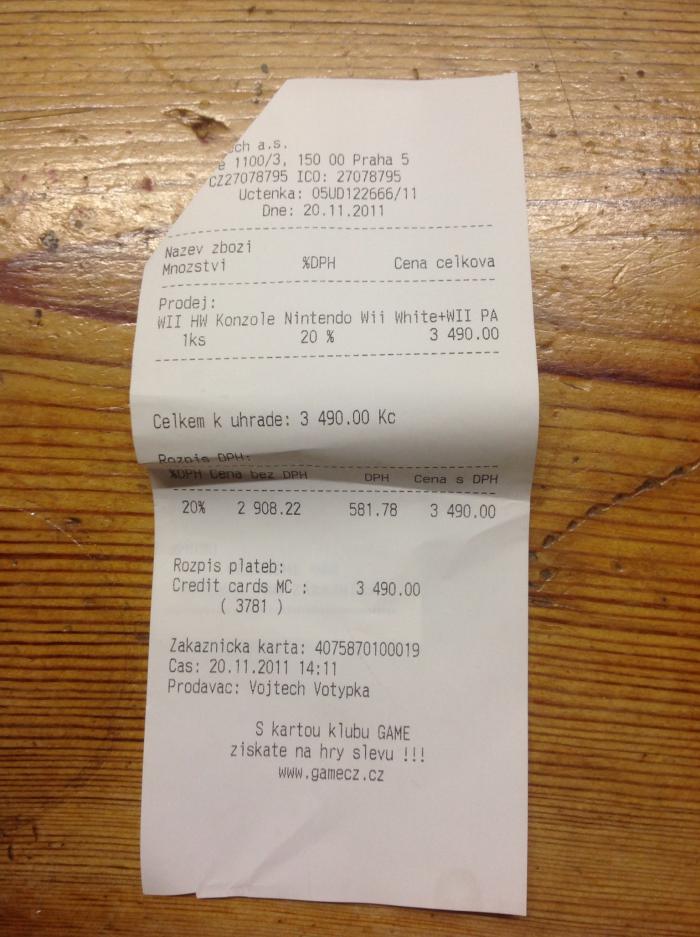 a.s.
1100/3, 150 00 Praha 5
CZ27078795 ICO: 27078795
Uctenka: 05UD122666/11
Dne: 20.11.2011
Nazev zbozi
Mnozstvi %DPH Cena celkova
Prodej:
WII HW Konzole Nintendo Wii White+WII PA
1ks 20 % 3 490.00
Celkem k uhrade: 3 490.00 Kc
Rozpis DPH:
%DPH Cena bez DPH DPH Cena s DPH
20% 2 908.22 581.78 3 490.00
Rozpis plateb:
Credit cards MC : 3 490.00
( 3781 )
Zakaznicka karta: 4075870100019
Cas: 20.11.2011 14:11
Prodavac: Vojtech Votypka
S kartou klubu GAME
ziskate na hry slevu !!!
www.gamecz.cz